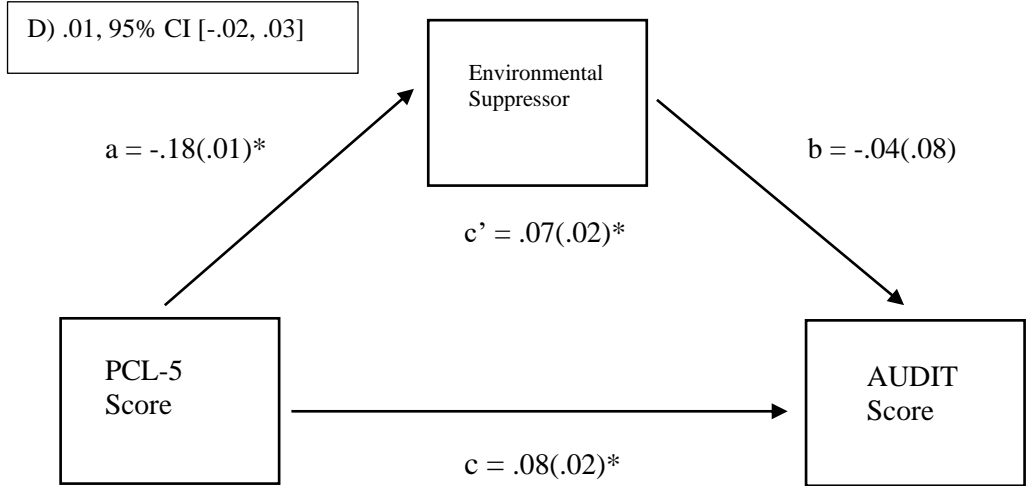 D) .01, 95% CI [-.02, .03]
Environmental
Suppressor
a = -.18(.01)*
b = -.04(.08)
c’ = .07(.02)*
PCL-5
Score
AUDIT
Score
c = .08(.02)*